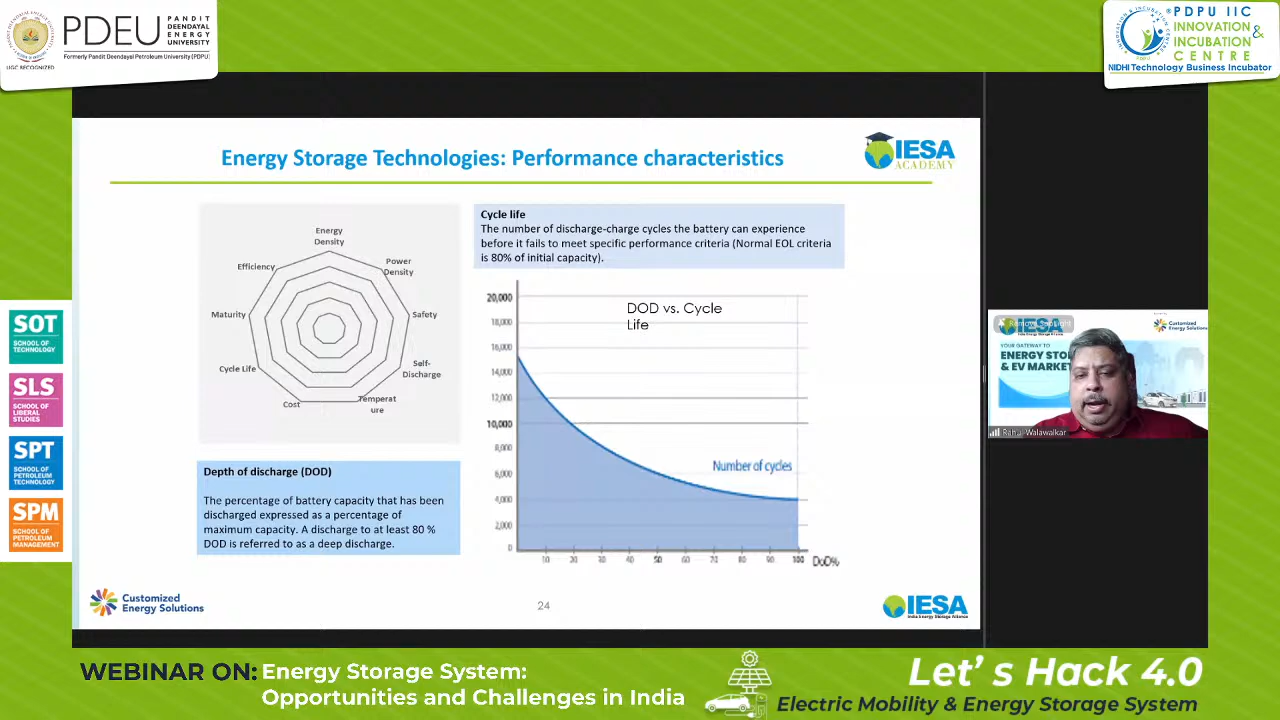 PDEU
PANDIT
DEENDAYAL
ENERGY
UNIVERSITY
Formerly Pandit Deendayal Petroleum University (PDPU)
UGC RECOGNIZED
PDPU IIC
INNOVATION &
INCUBATION
CENTRE
NIDHI Technology Business Incubator
Energy Storage Technologies: Performance characteristics
IESA
ACADEMY
Energy
Density
Power
Density
Safety
Self-
Discharge
Temperat
ure
Cost
Cycle Life
Maturity
Efficiency
Cycle life
The number of discharge-charge cycles the battery can experience
before it fails to meet specific performance criteria (Normal EOL criteria
is 80% of initial capacity).
DOD vs. Cycle
Life
20,000
18,000
16,000
14,000
12,000
10,000
8,000
6,000
4,000
2,000
0
Number of cycles
10 20 30 40 50 60 70 80 90 100 DoD%
Depth of discharge (DOD)
The percentage of battery capacity that has been
discharged expressed as a percentage of
maximum capacity. A discharge to at least 80 %
DOD is referred to as a deep discharge.
Customized
Energy Solutions
24
IESA
India Energy Storage Alliance
SOT
SCHOOL OF
TECHNOLOGY
SLS
SCHOOL OF
LIBERAL
STUDIES
SPT
SCHOOL OF
PETROLEUM
TECHNOLOGY
SPM
SCHOOL OF
PETROLEUM
MANAGEMENT
IESA
Customized
Energy Solutions
YOUR GATEWAY TO
ENERGY STO
& EV MARKET
Rahul Walawalkar
WEBINAR ON: Energy Storage System:
Opportunities and Challenges in India
Let's Hack 4.0
Electric Mobility & Energy Storage System